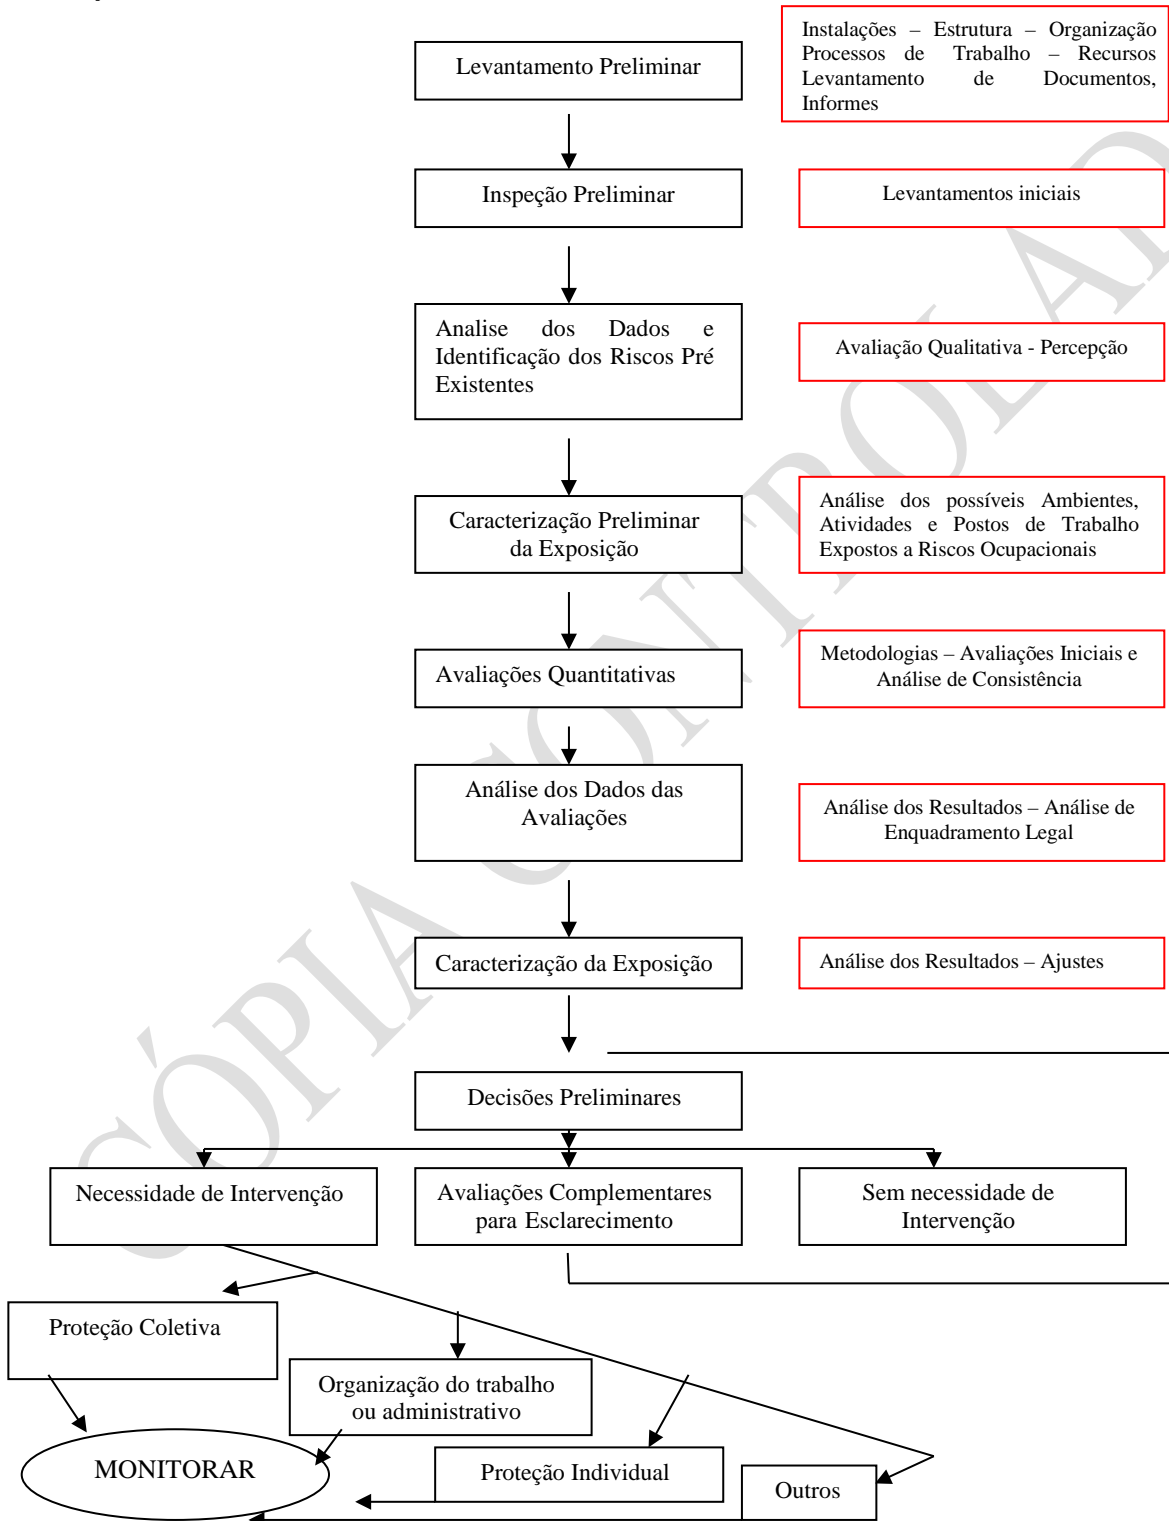 Levantamento Preliminar
Instalações – Estrutura – Organização
Processos de Trabalho – Recursos
Levantamento de Documentos,
Informes
Inspeção Preliminar
Levantamentos iniciais
Analise dos Dados e
Identificação dos Riscos Pré
Existentes
Avaliação Qualitativa - Percepção
Caracterização Preliminar
da Exposição
Análise dos possíveis Ambientes,
Atividades e Postos de Trabalho
Expostos a Riscos Ocupacionais
Avaliações Quantitativas
Metodologias – Avaliações Iniciais e
Análise de Consistência
Análise dos Dados das
Avaliações
Análise dos Resultados – Análise de
Enquadramento Legal
Caracterização da Exposição
Análise dos Resultados – Ajustes
Decisões Preliminares
Necessidade de Intervenção
Avaliações Complementares
para Esclarecimento
Sem necessidade de
Intervenção
Proteção Coletiva
Organização do trabalho
ou administrativo
MONITORAR
Proteção Individual
Outros
CÓPIA CONTROLAD